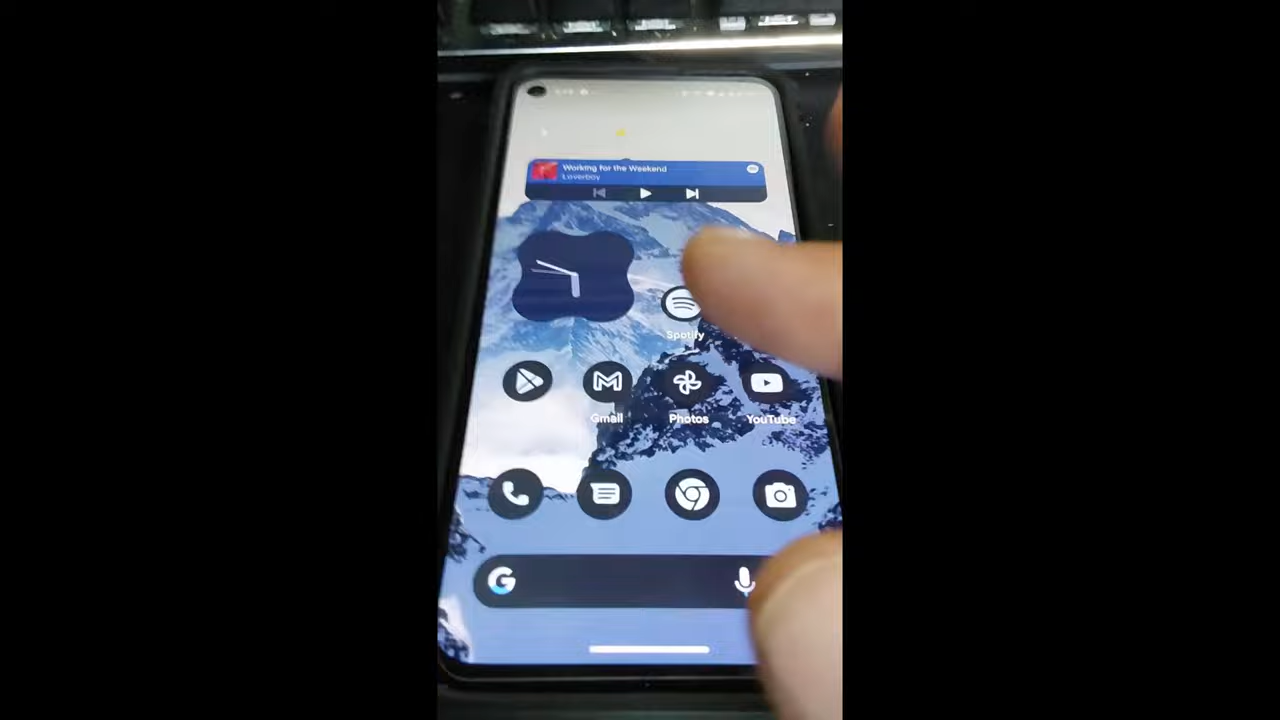 Working for the Weekend
Loverboy
Spotify
Gmail
Photos
YouTube
G